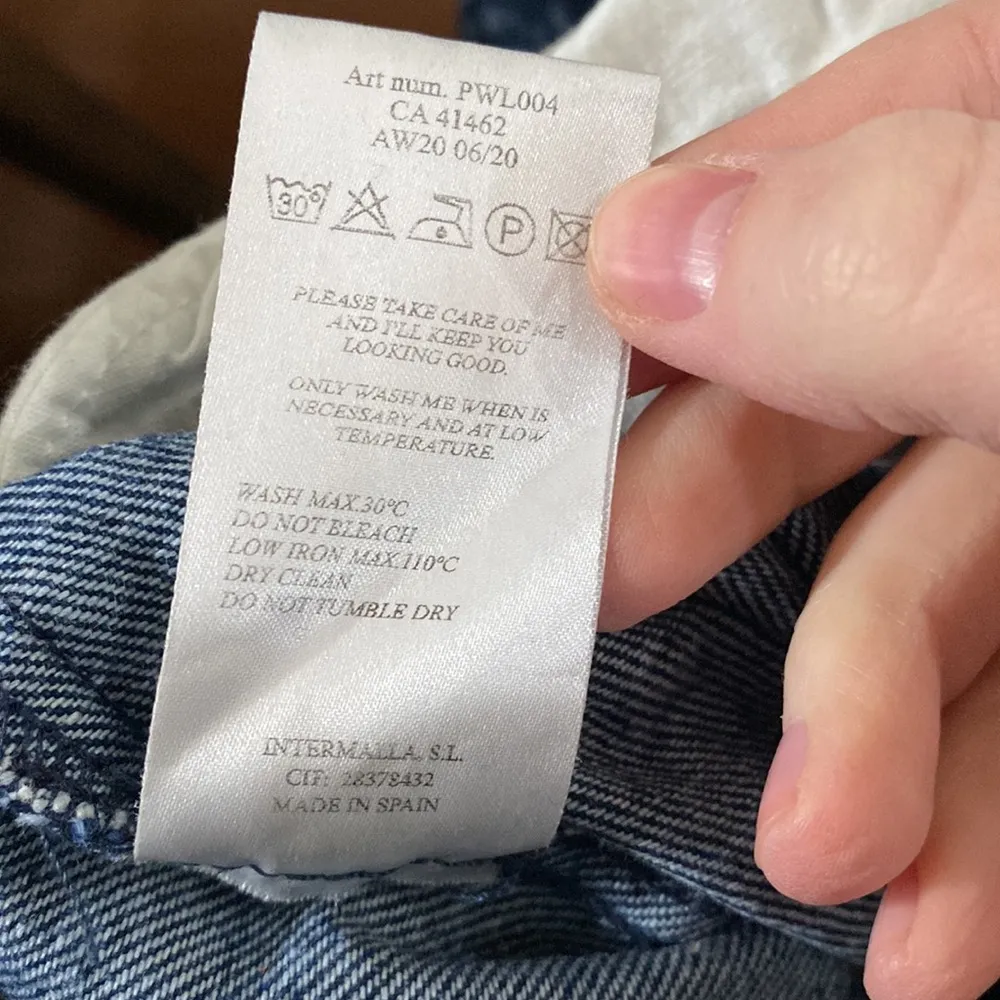 Art num. PWL004
CA 41462
AW20 06/20
30° P
PLEASE TAKE CARE OF ME
AND I'LL KEEP YOU
LOOKING GOOD.
ONLY WASH ME WHEN IS
NECESSARY AND AT LOW
TEMPERATURE.
WASH MAX.30ºC
DO NOT BLEACH
LOW IRON MAX.110ºC
DRY CLEAN
DO NOT TUMBLE DRY
INTERMALLA, S.L.
CIF: 28378432
MADE IN SPAIN